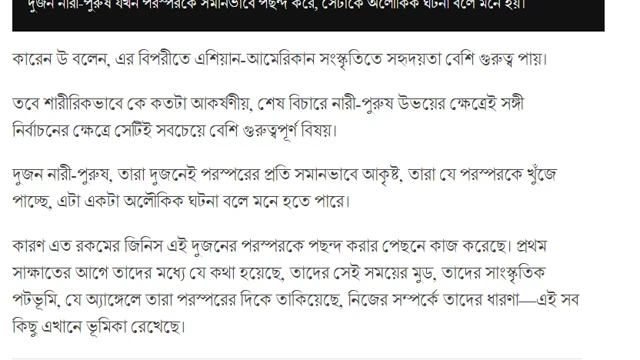 দুজন নারী-পুরুষ যখন পরস্পরকে সমানভাবে পছন্দ করে, সেটাকে অলৌকিক ঘটনা বলে মনে হয়।
কারেন উ বলেন, এর বিপরীতে এশিয়ান-আমেরিকান সংস্কৃতিতে সহৃদয়তা বেশি গুরুত্ব পায়।
তবে শারীরিকভাবে কে কতটা আকর্ষণীয়, শেষ বিচারে নারী-পুরুষ উভয়ের ক্ষেত্রেই সঙ্গী
নির্বাচনের ক্ষেত্রে সেটিই সবচেয়ে বেশি গুরুত্বপূর্ণ বিষয়।
দুজন নারী-পুরুষ, তারা দুজনেই পরস্পরের প্রতি সমানভাবে আকৃষ্ট, তারা যে পরস্পরকে খুঁজে
পাচ্ছে, এটা একটা অলৌকিক ঘটনা বলে মনে হতে পারে।
কারণ এত রকমের জিনিস এই দুজনের পরস্পরকে পছন্দ করার পেছনে কাজ করেছে। প্রথম
সাক্ষাতের আগে তাদের মধ্যে যে কথা হয়েছে, তাদের সেই সময়ের মুড, তাদের সাংস্কৃতিক
পটভূমি, যে অ্যাঙ্গেলে তারা পরস্পরের দিকে তাকিয়েছে, নিজের সম্পর্কে তাদের ধারণা—এই সব
কিছু এখানে ভূমিকা রেখেছে।